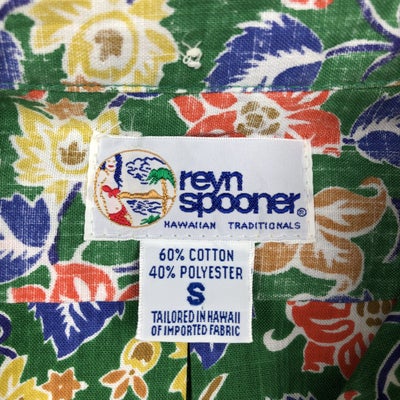 reyn
spooner®
HAWAIIAN TRADITIONALS
60% COTTON
40% POLYESTER
S
TAILORED IN HAWAII
OF IMPORTED FABRIC